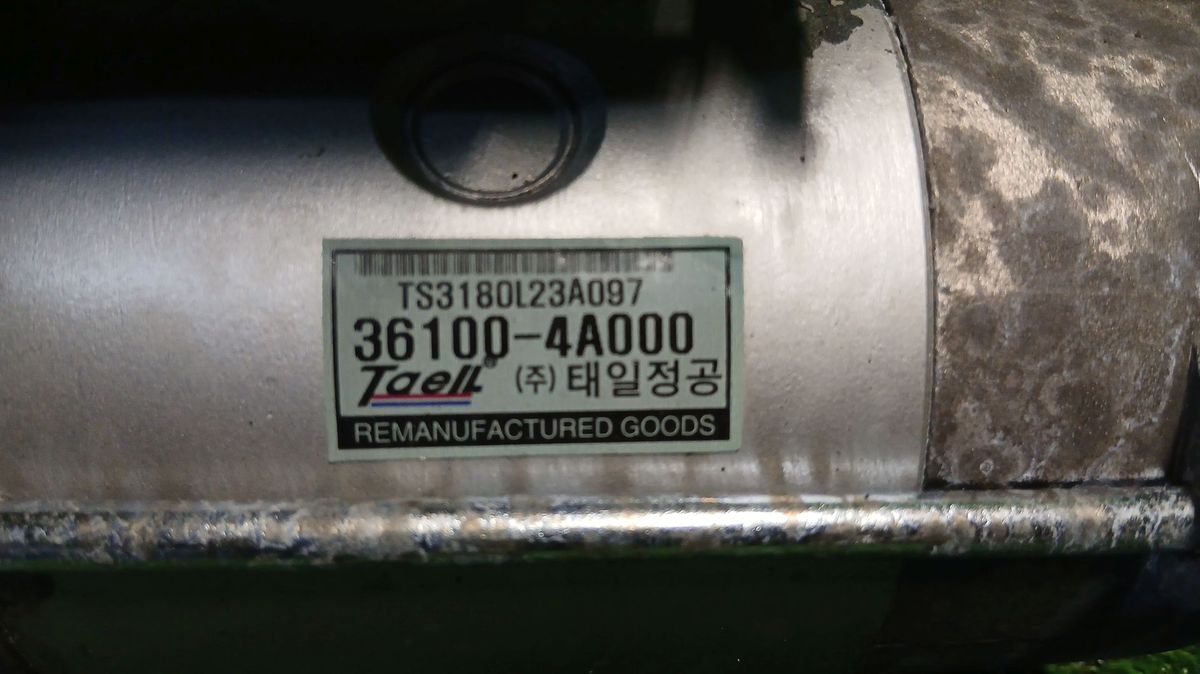 TS3180L23A097
36100-4A000
Taell® (주) 태일정공
REMANUFACTURED GOODS